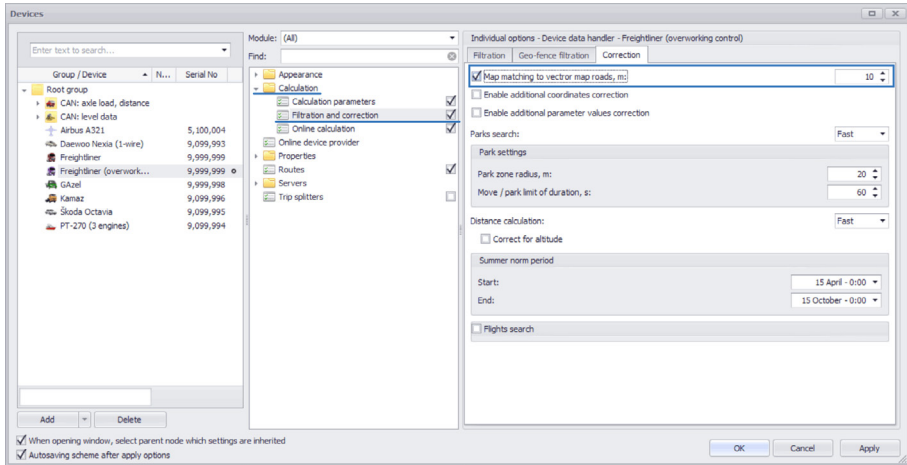 Devices
Enter text to search...
Group / Device N... Serial No
Root group
CAN: axle load, distance
CAN: level data
Airbus A321 5,100,004
Daewoo Nexia (1-wire) 9,099,993
Freightliner 9,999,999
Freightliner (overwork... 9,999,999
GAzel 9,099,998
Kamaz 9,099,996
Škoda Octavia 9,099,995
PT-270 (3 engines) 9,099,994
Add Delete
When opening window, select parent node which settings are inherited
Autosaving scheme after apply options
Module: (All)
Find:
Appearance
Calculation
Calculation parameters
Filtration and correction
Online calculation
Online device provider
Properties
Routes
Servers
Trip splitters
Individual options - Device data handler - Freightliner (overworking control)
Filtration Geo-fence filtration Correction
Map matching to vectror map roads, m: 10
Enable additional coordinates correction
Enable additional parameter values correction
Parks search: Fast
Park settings
Park zone radius, m: 20
Move / park limit of duration, s: 60
Distance calculation: Fast
Correct for altitude
Summer norm period
Start: 15 April - 0:00
End: 15 October - 0:00
Flights search
OK Cancel Apply